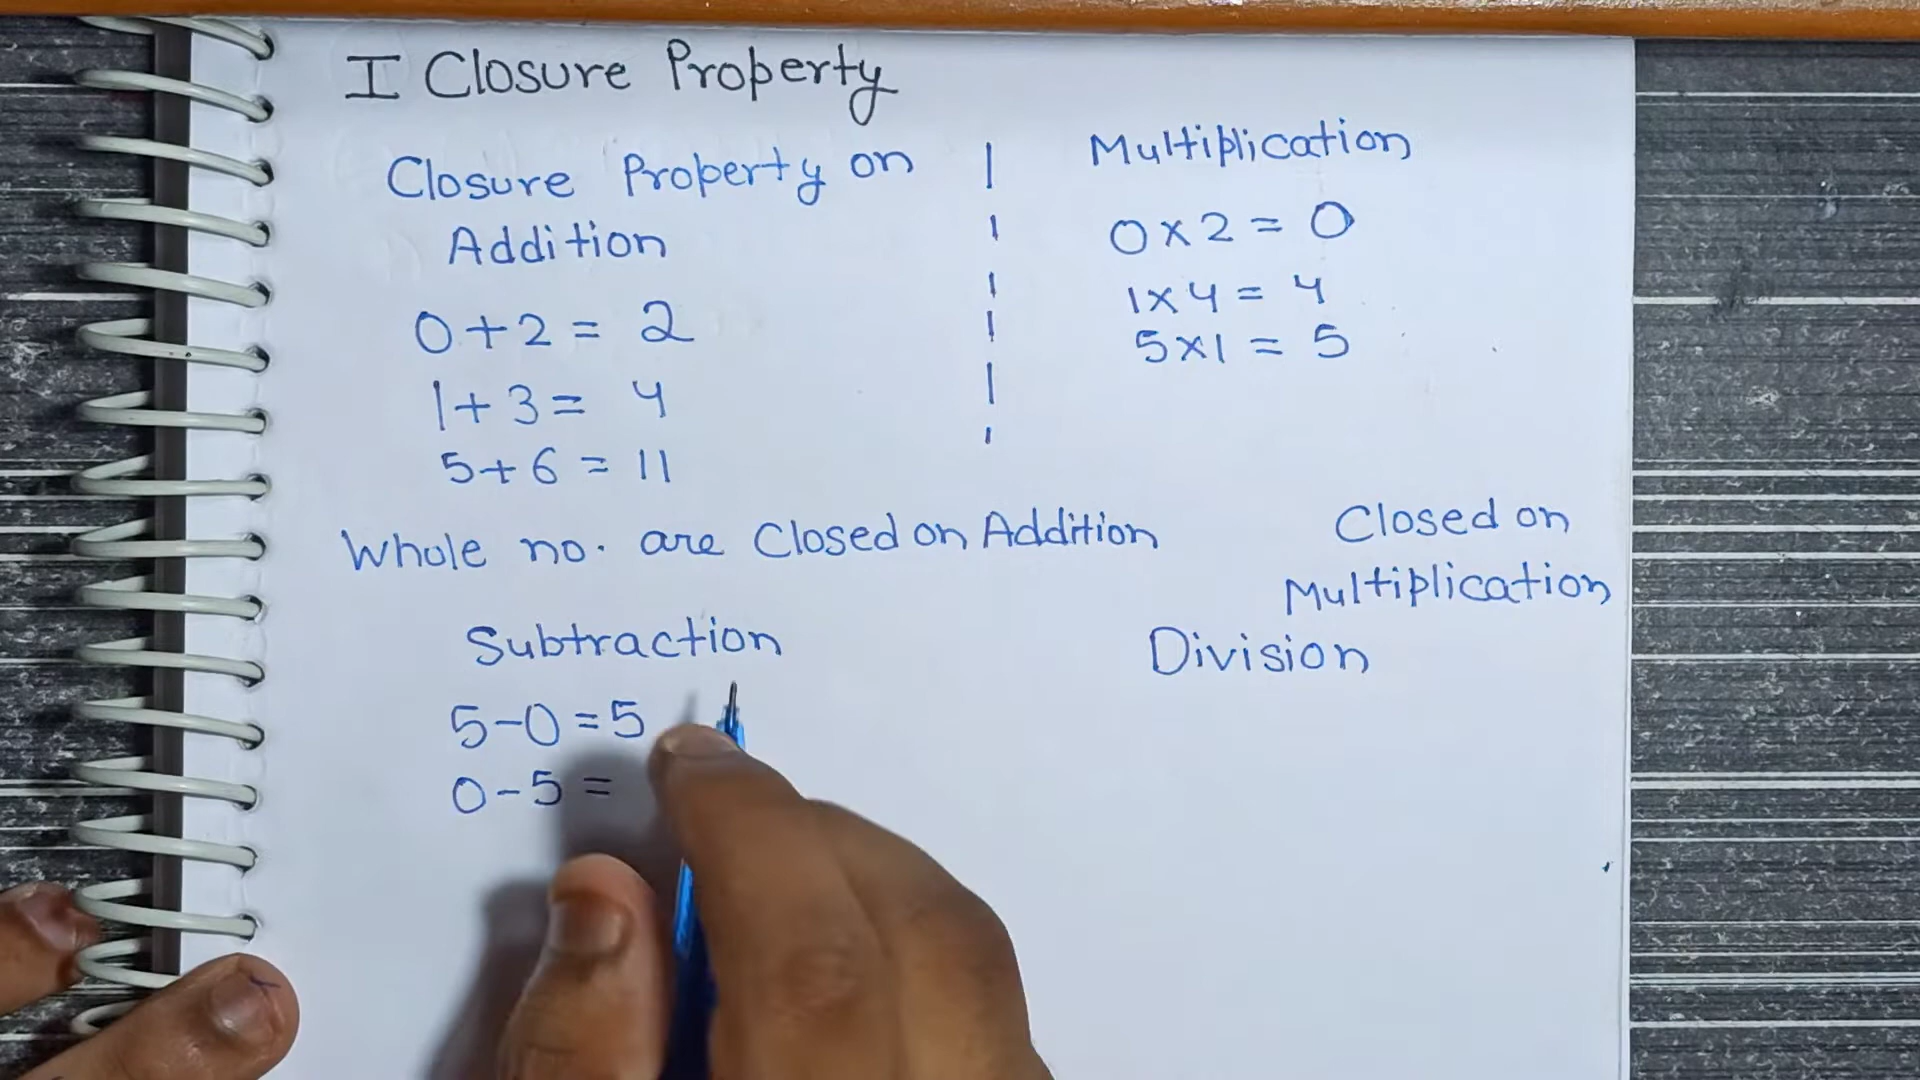 I Closure Property
Closure Property on
Addition
0+2= 2
1+3= 4
5+6=11
Multiplication
0×2= 0
1×4= 4
5×1= 5
Whole no. are Closed on Addition
Closed on
Multiplication
Subtraction
5-0=5
0-5=
Division